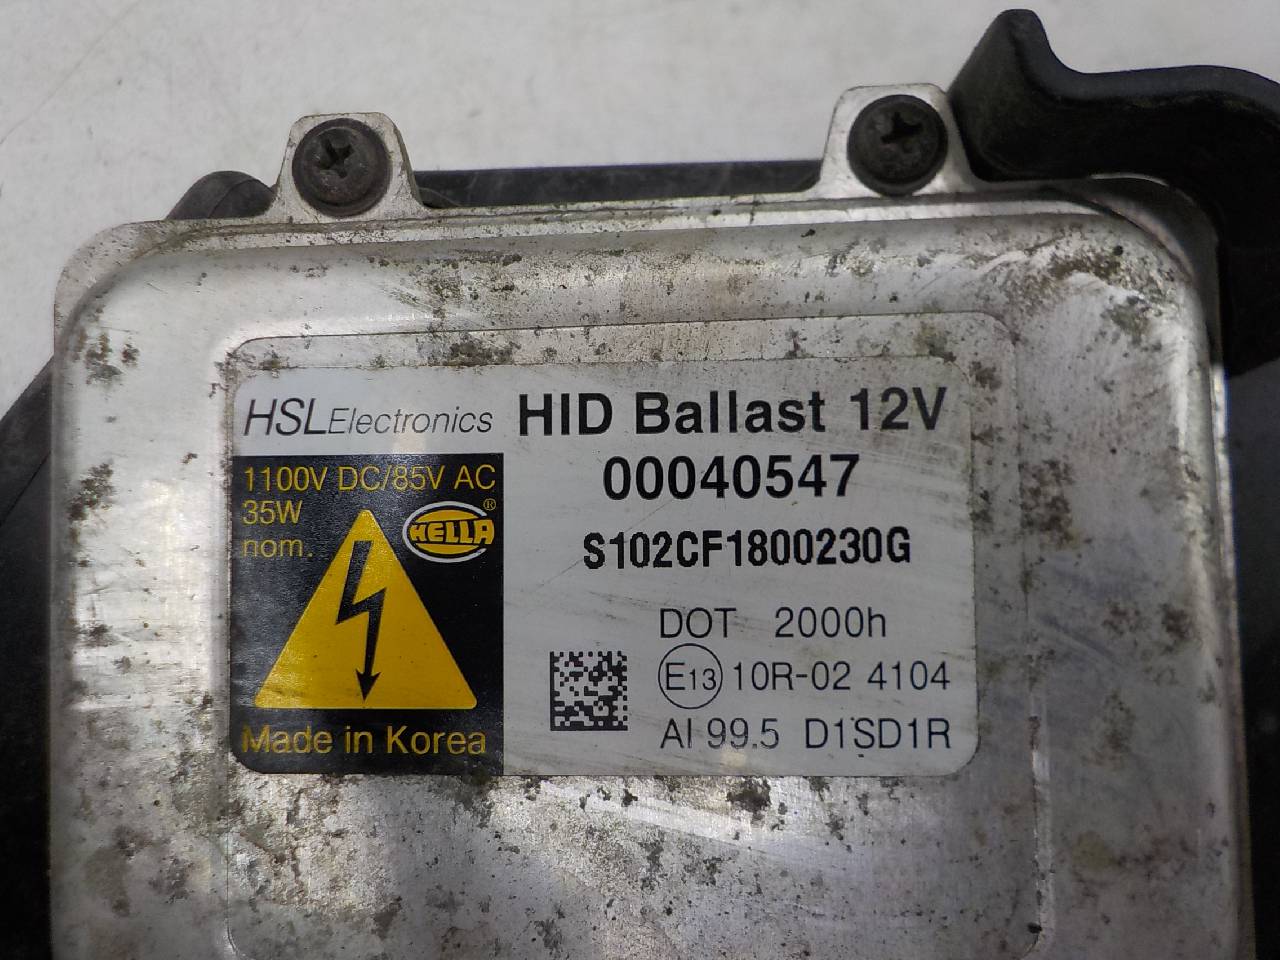 HSL Electronics HID Ballast 12V
00040547
S102CF1800230G
1100V DC/85V AC
35W
nom.
HELLA ®
Made in Korea
DOT 2000h
E13 10R-02 4104
AI 99.5 D1SD1R